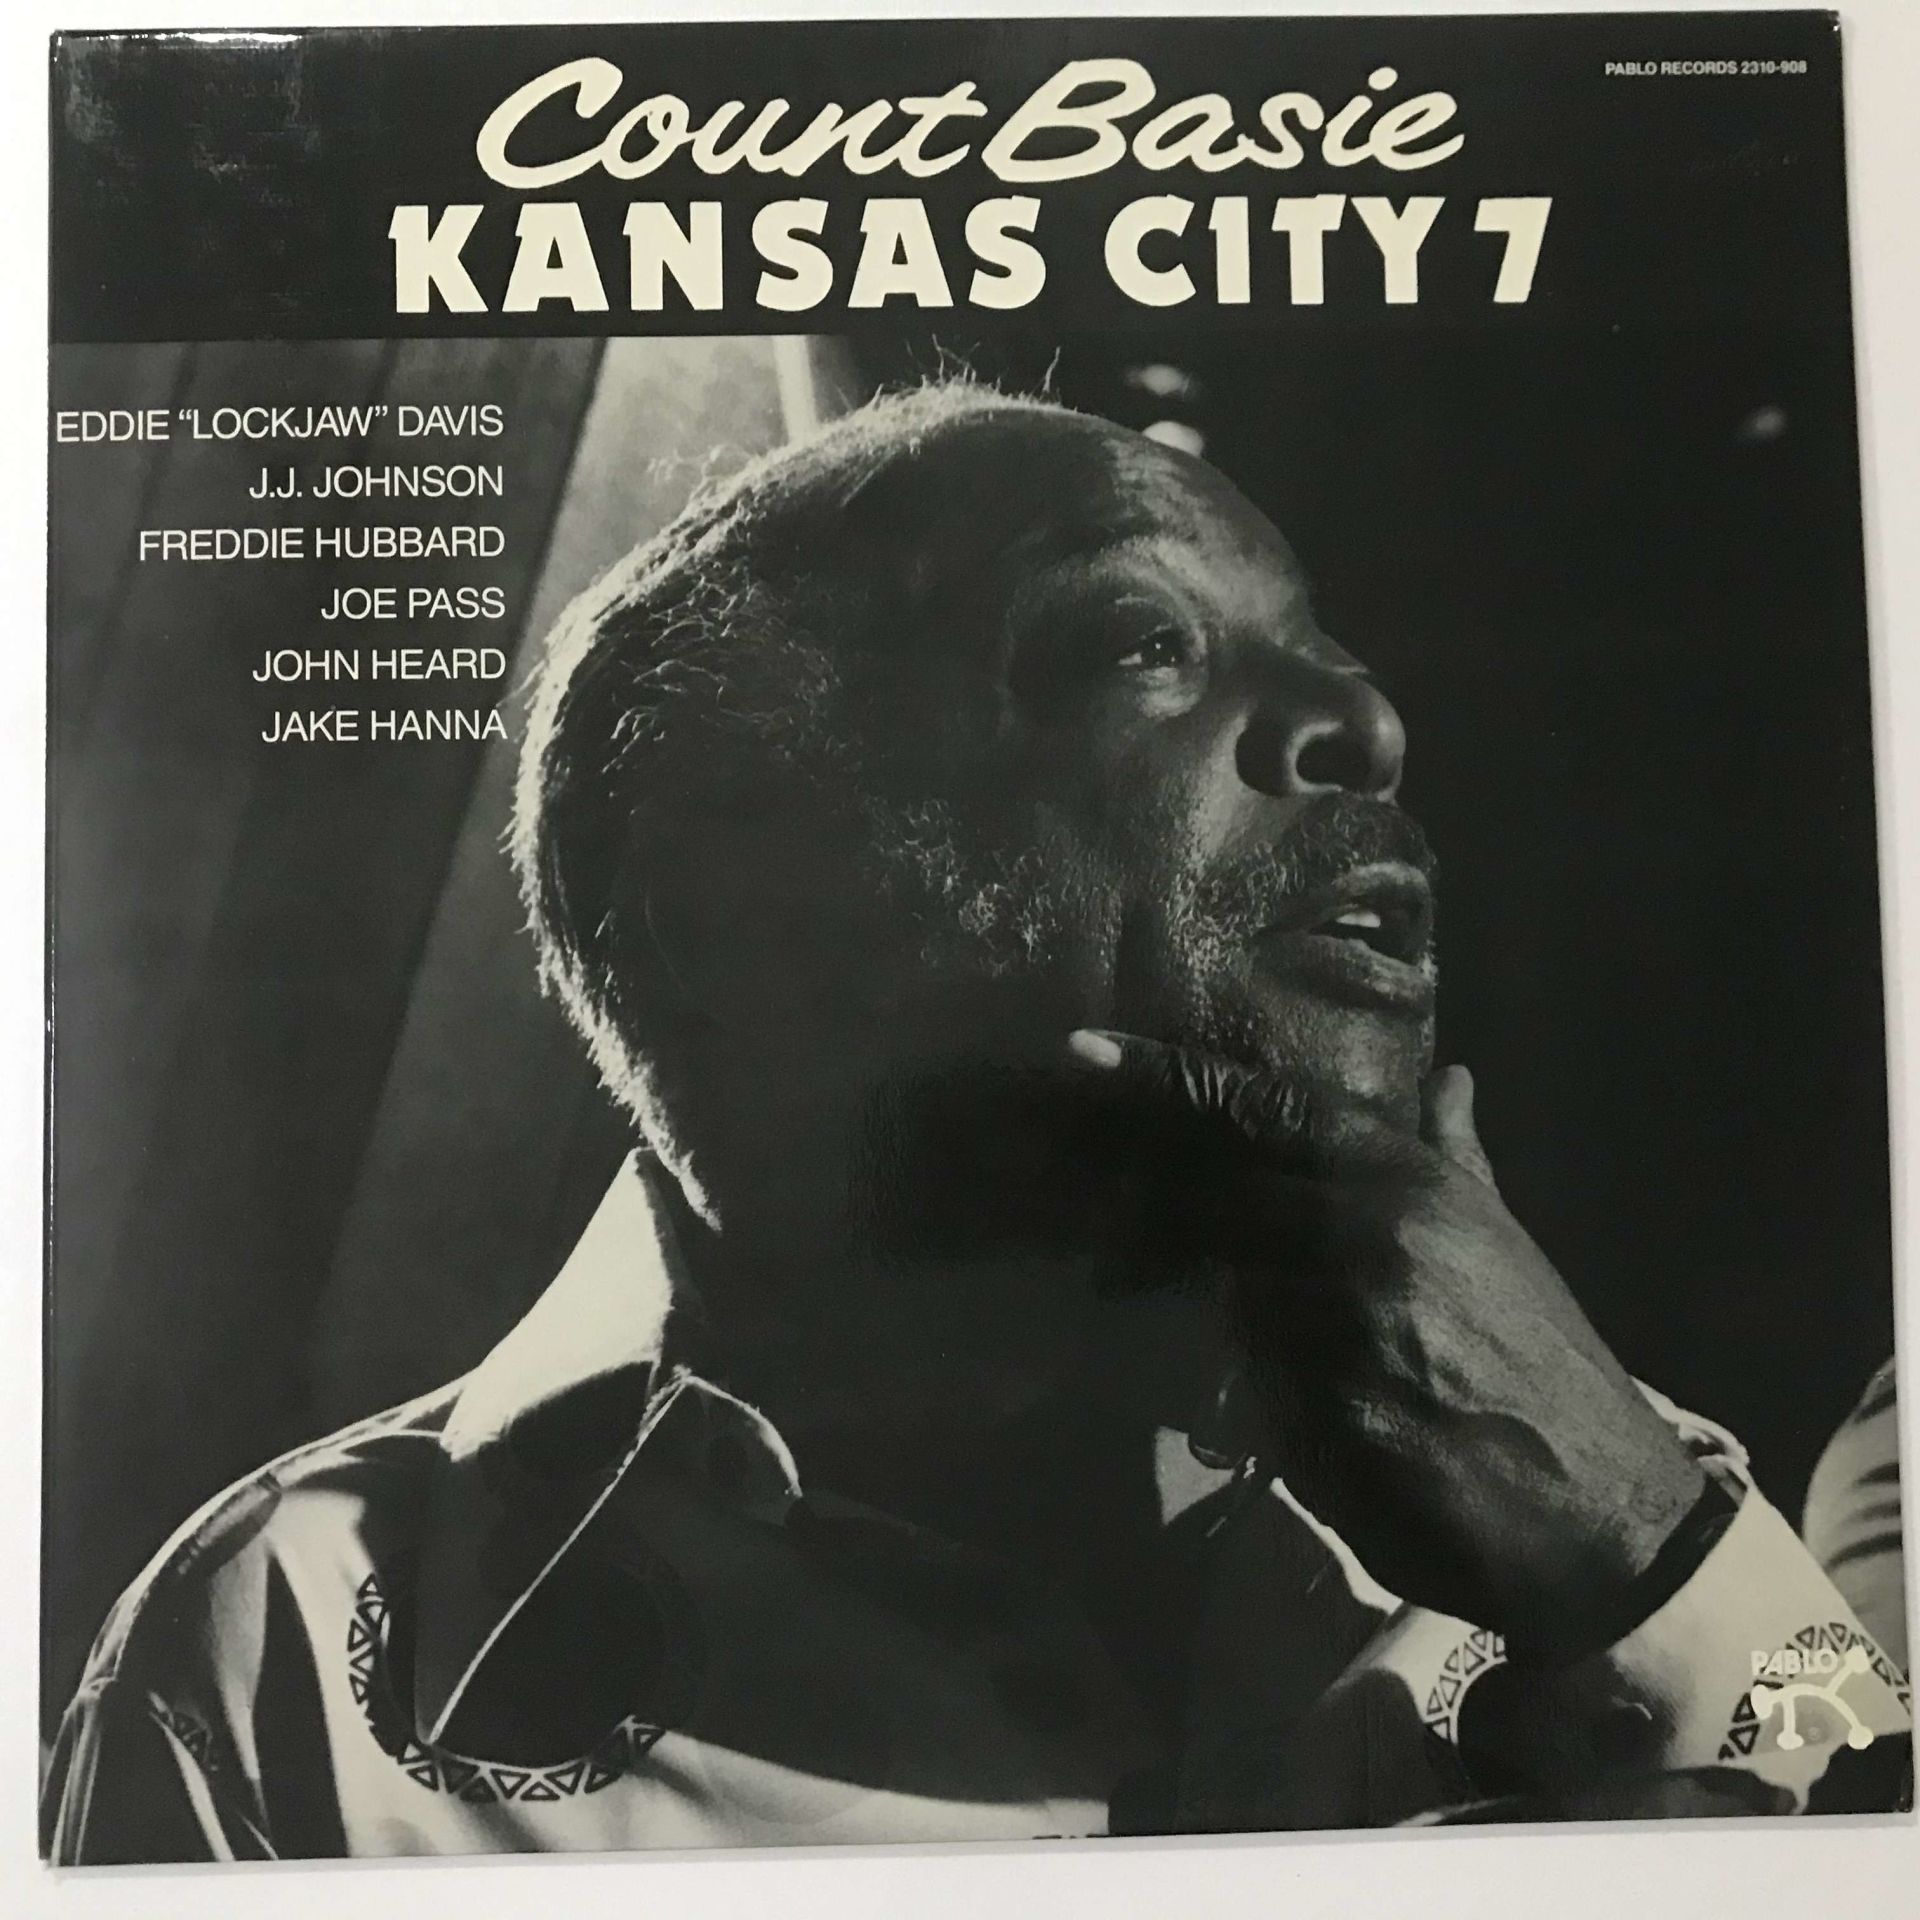 PABLO RECORDS 2310-908
Count Basie
KANSAS CITY 7
EDDIE “LOCKJAW” DAVIS
J.J. JOHNSON
FREDDIE HUBBARD
JOE PASS
JOHN HEARD
JAKE HANNA
PABLO
®